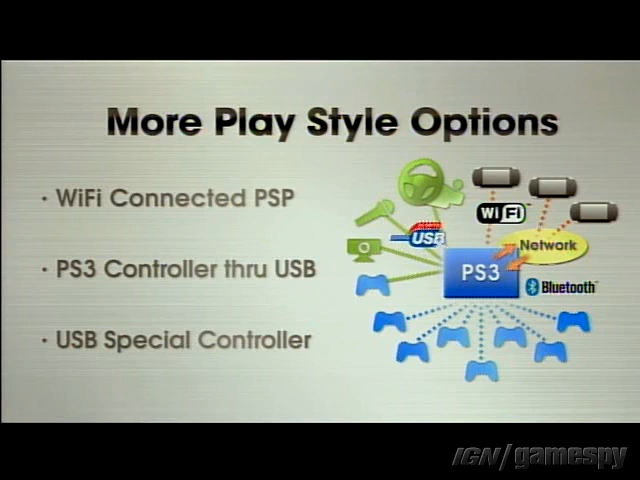 More Play Style Options
· WiFi Connected PSP
· PS3 Controller thru USB
· USB Special Controller
WiFi
USB
Network
PS3
Bluetooth
IGN/gamespy